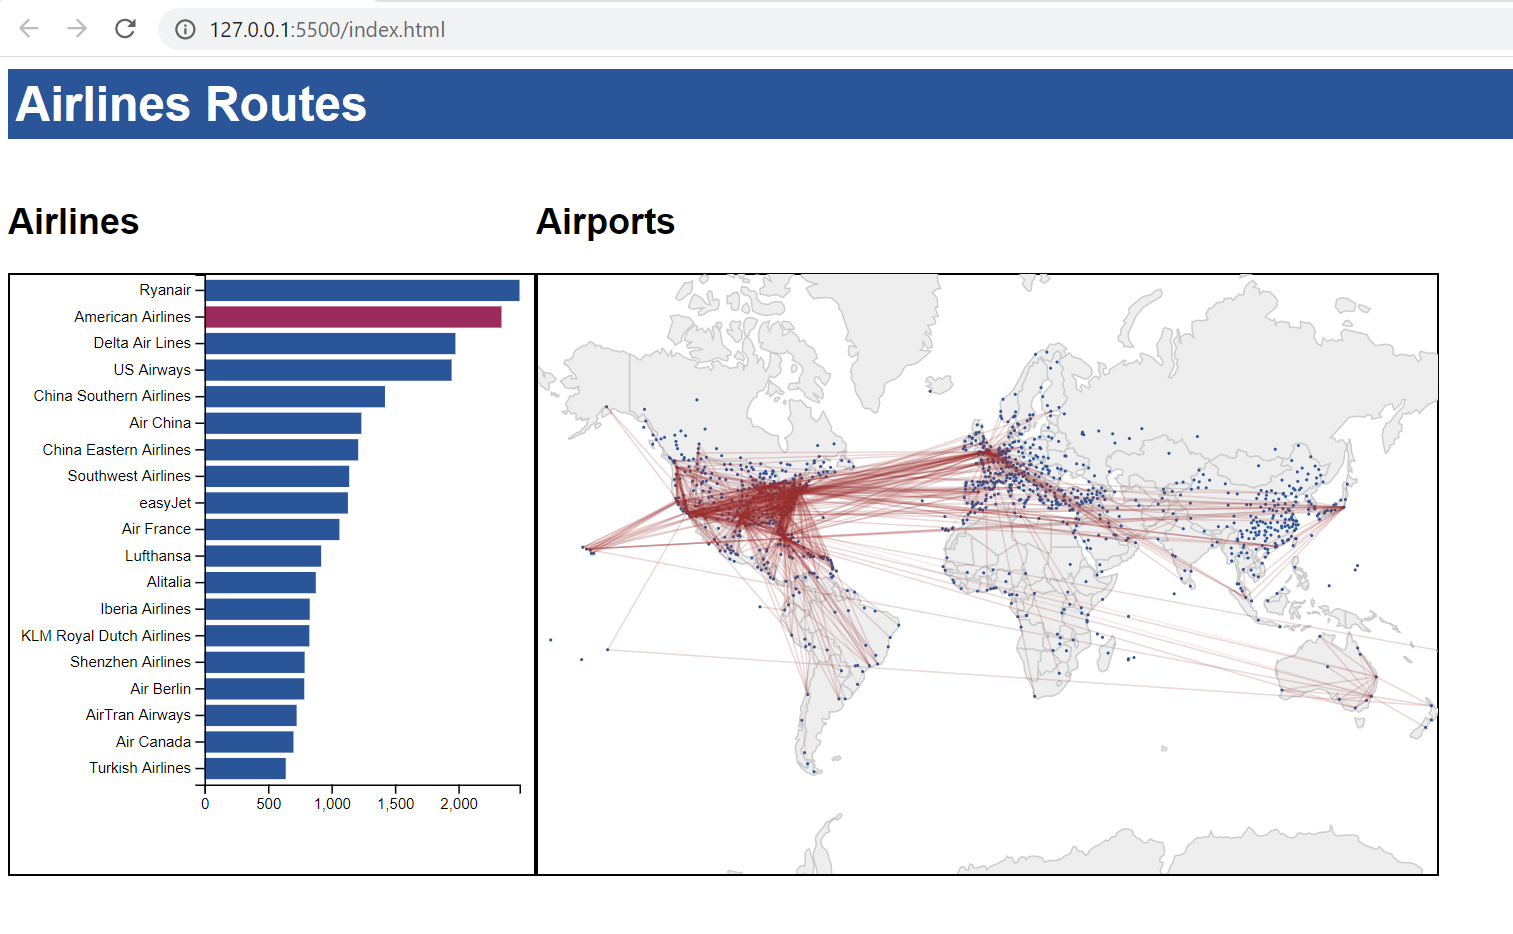 127.0.0.1:5500/index.html
Airlines Routes
Airlines
Airports
Ryanair
American Airlines
Delta Air Lines
US Airways
China Southern Airlines
Air China
China Eastern Airlines
Southwest Airlines
easyJet
Air France
Lufthansa
Alitalia
Iberia Airlines
KLM Royal Dutch Airlines
Shenzhen Airlines
Air Berlin
AirTran Airways
Air Canada
Turkish Airlines
0 500 1,000 1,500 2,000